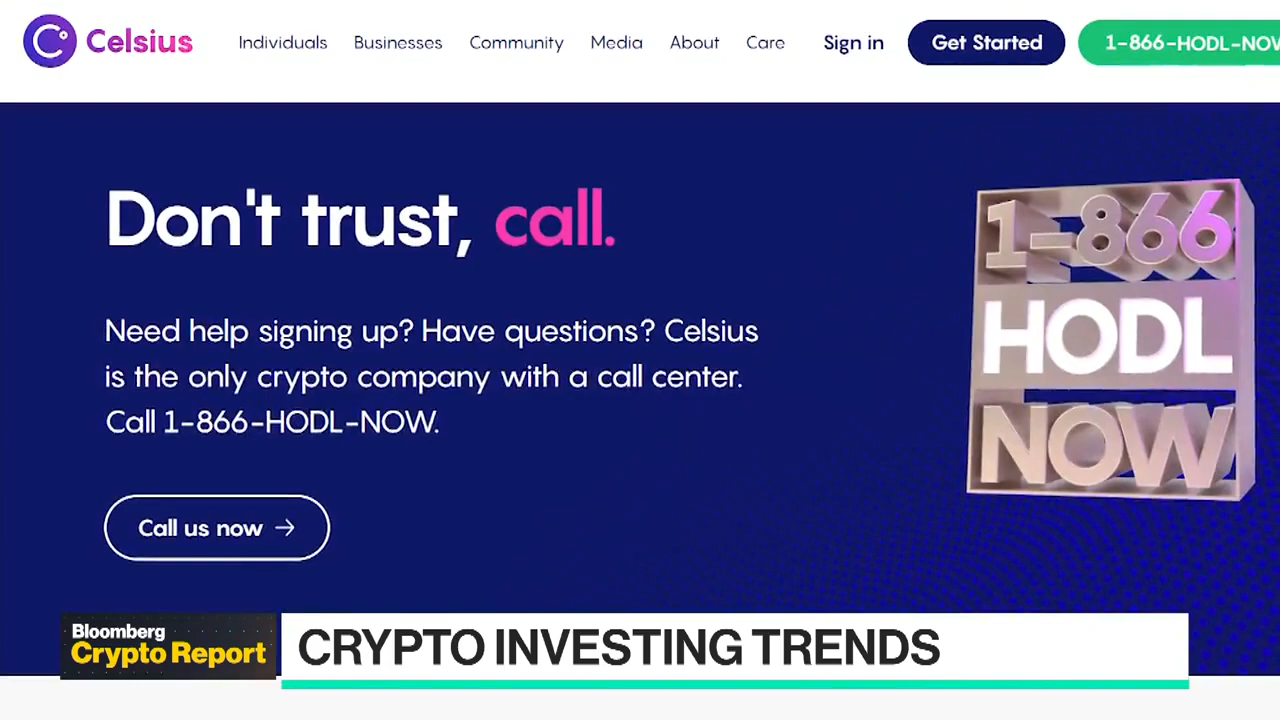 Celsius
Individuals Businesses Community Media About Care Sign in Get Started 1-866-HODL-NOW
Don't trust, call.
Need help signing up? Have questions? Celsius
is the only crypto company with a call center.
Call 1-866-HODL-NOW.
Call us now →
1-866
HODL
NOW
Bloomberg
Crypto Report
CRYPTO INVESTING TRENDS